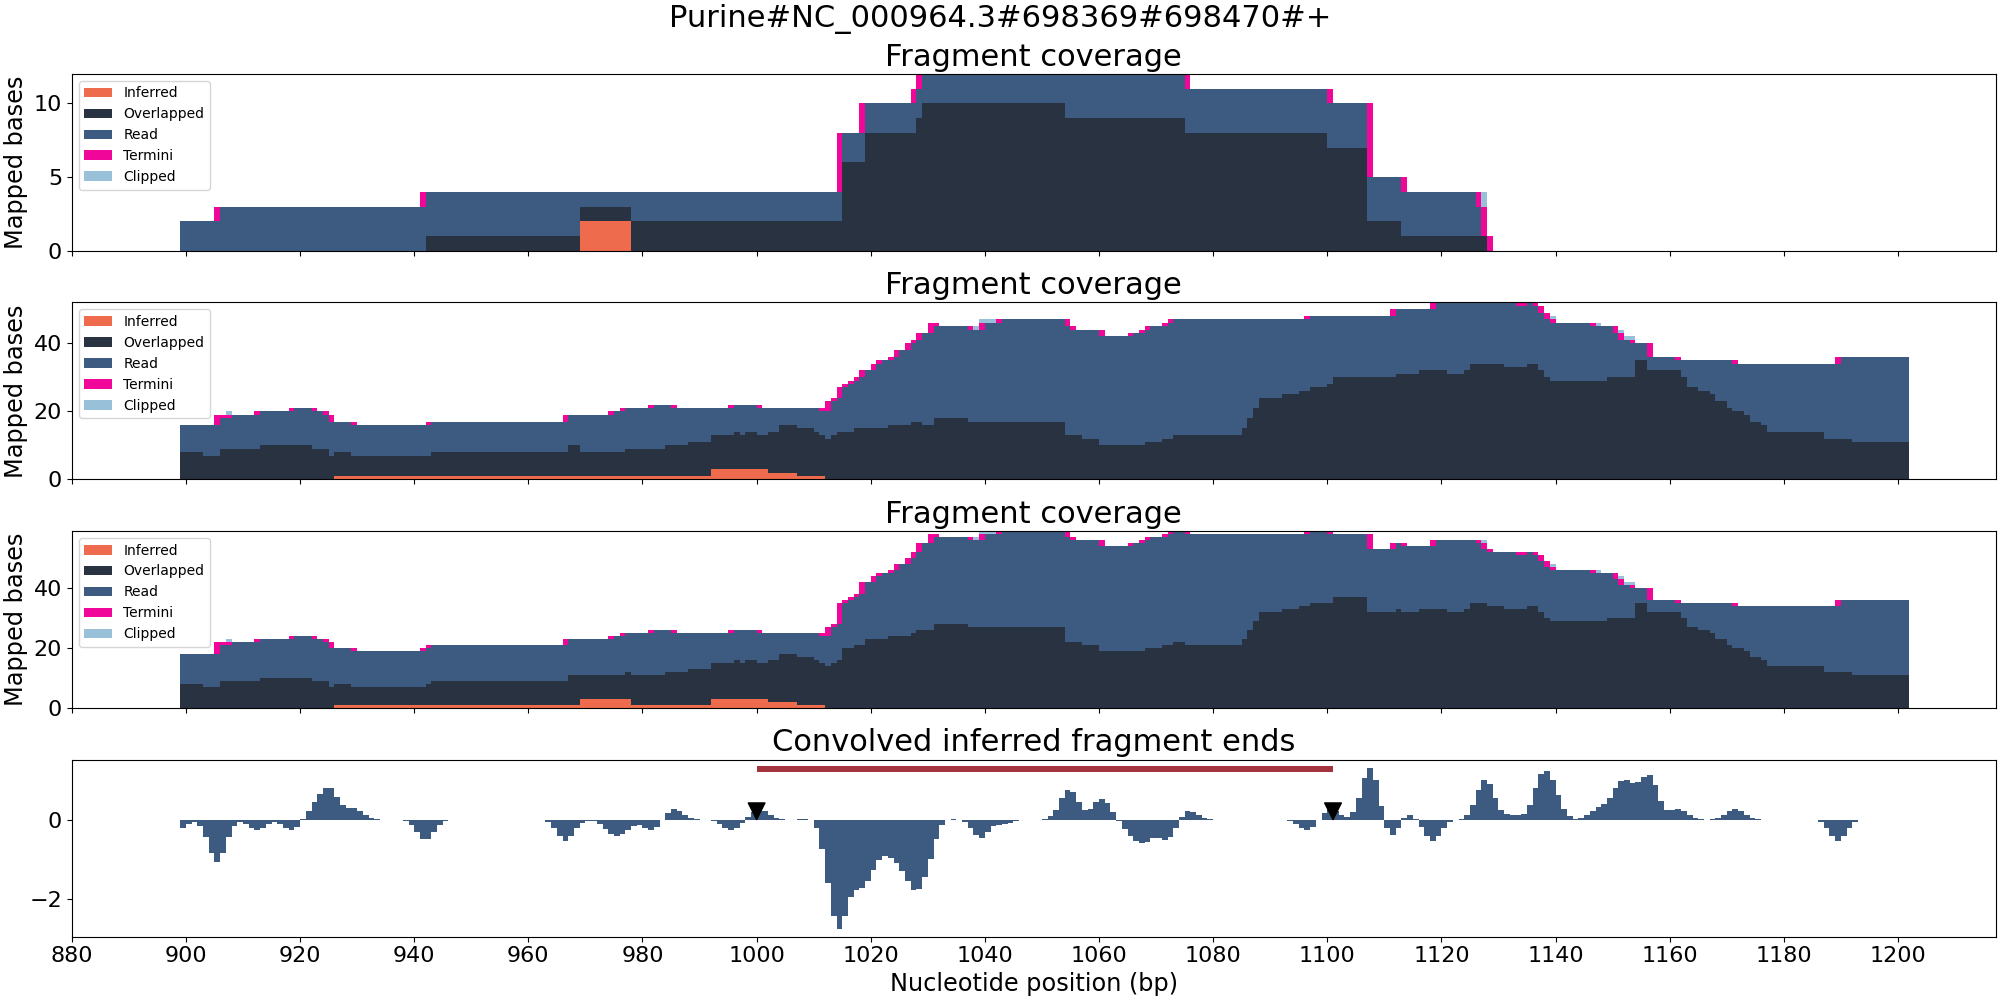 Purine#NC_000964.3#698369#698470#+
Fragment coverage
Mapped bases
10
5
0
Inferred
Overlapped
Read
Termini
Clipped
Fragment coverage
Mapped bases
40
20
0
Inferred
Overlapped
Read
Termini
Clipped
Fragment coverage
Mapped bases
40
20
0
Inferred
Overlapped
Read
Termini
Clipped
Convolved inferred fragment ends
0
−2
880 900 920 940 960 980 1000 1020 1040 1060 1080 1100 1120 1140 1160 1180 1200
Nucleotide position (bp)